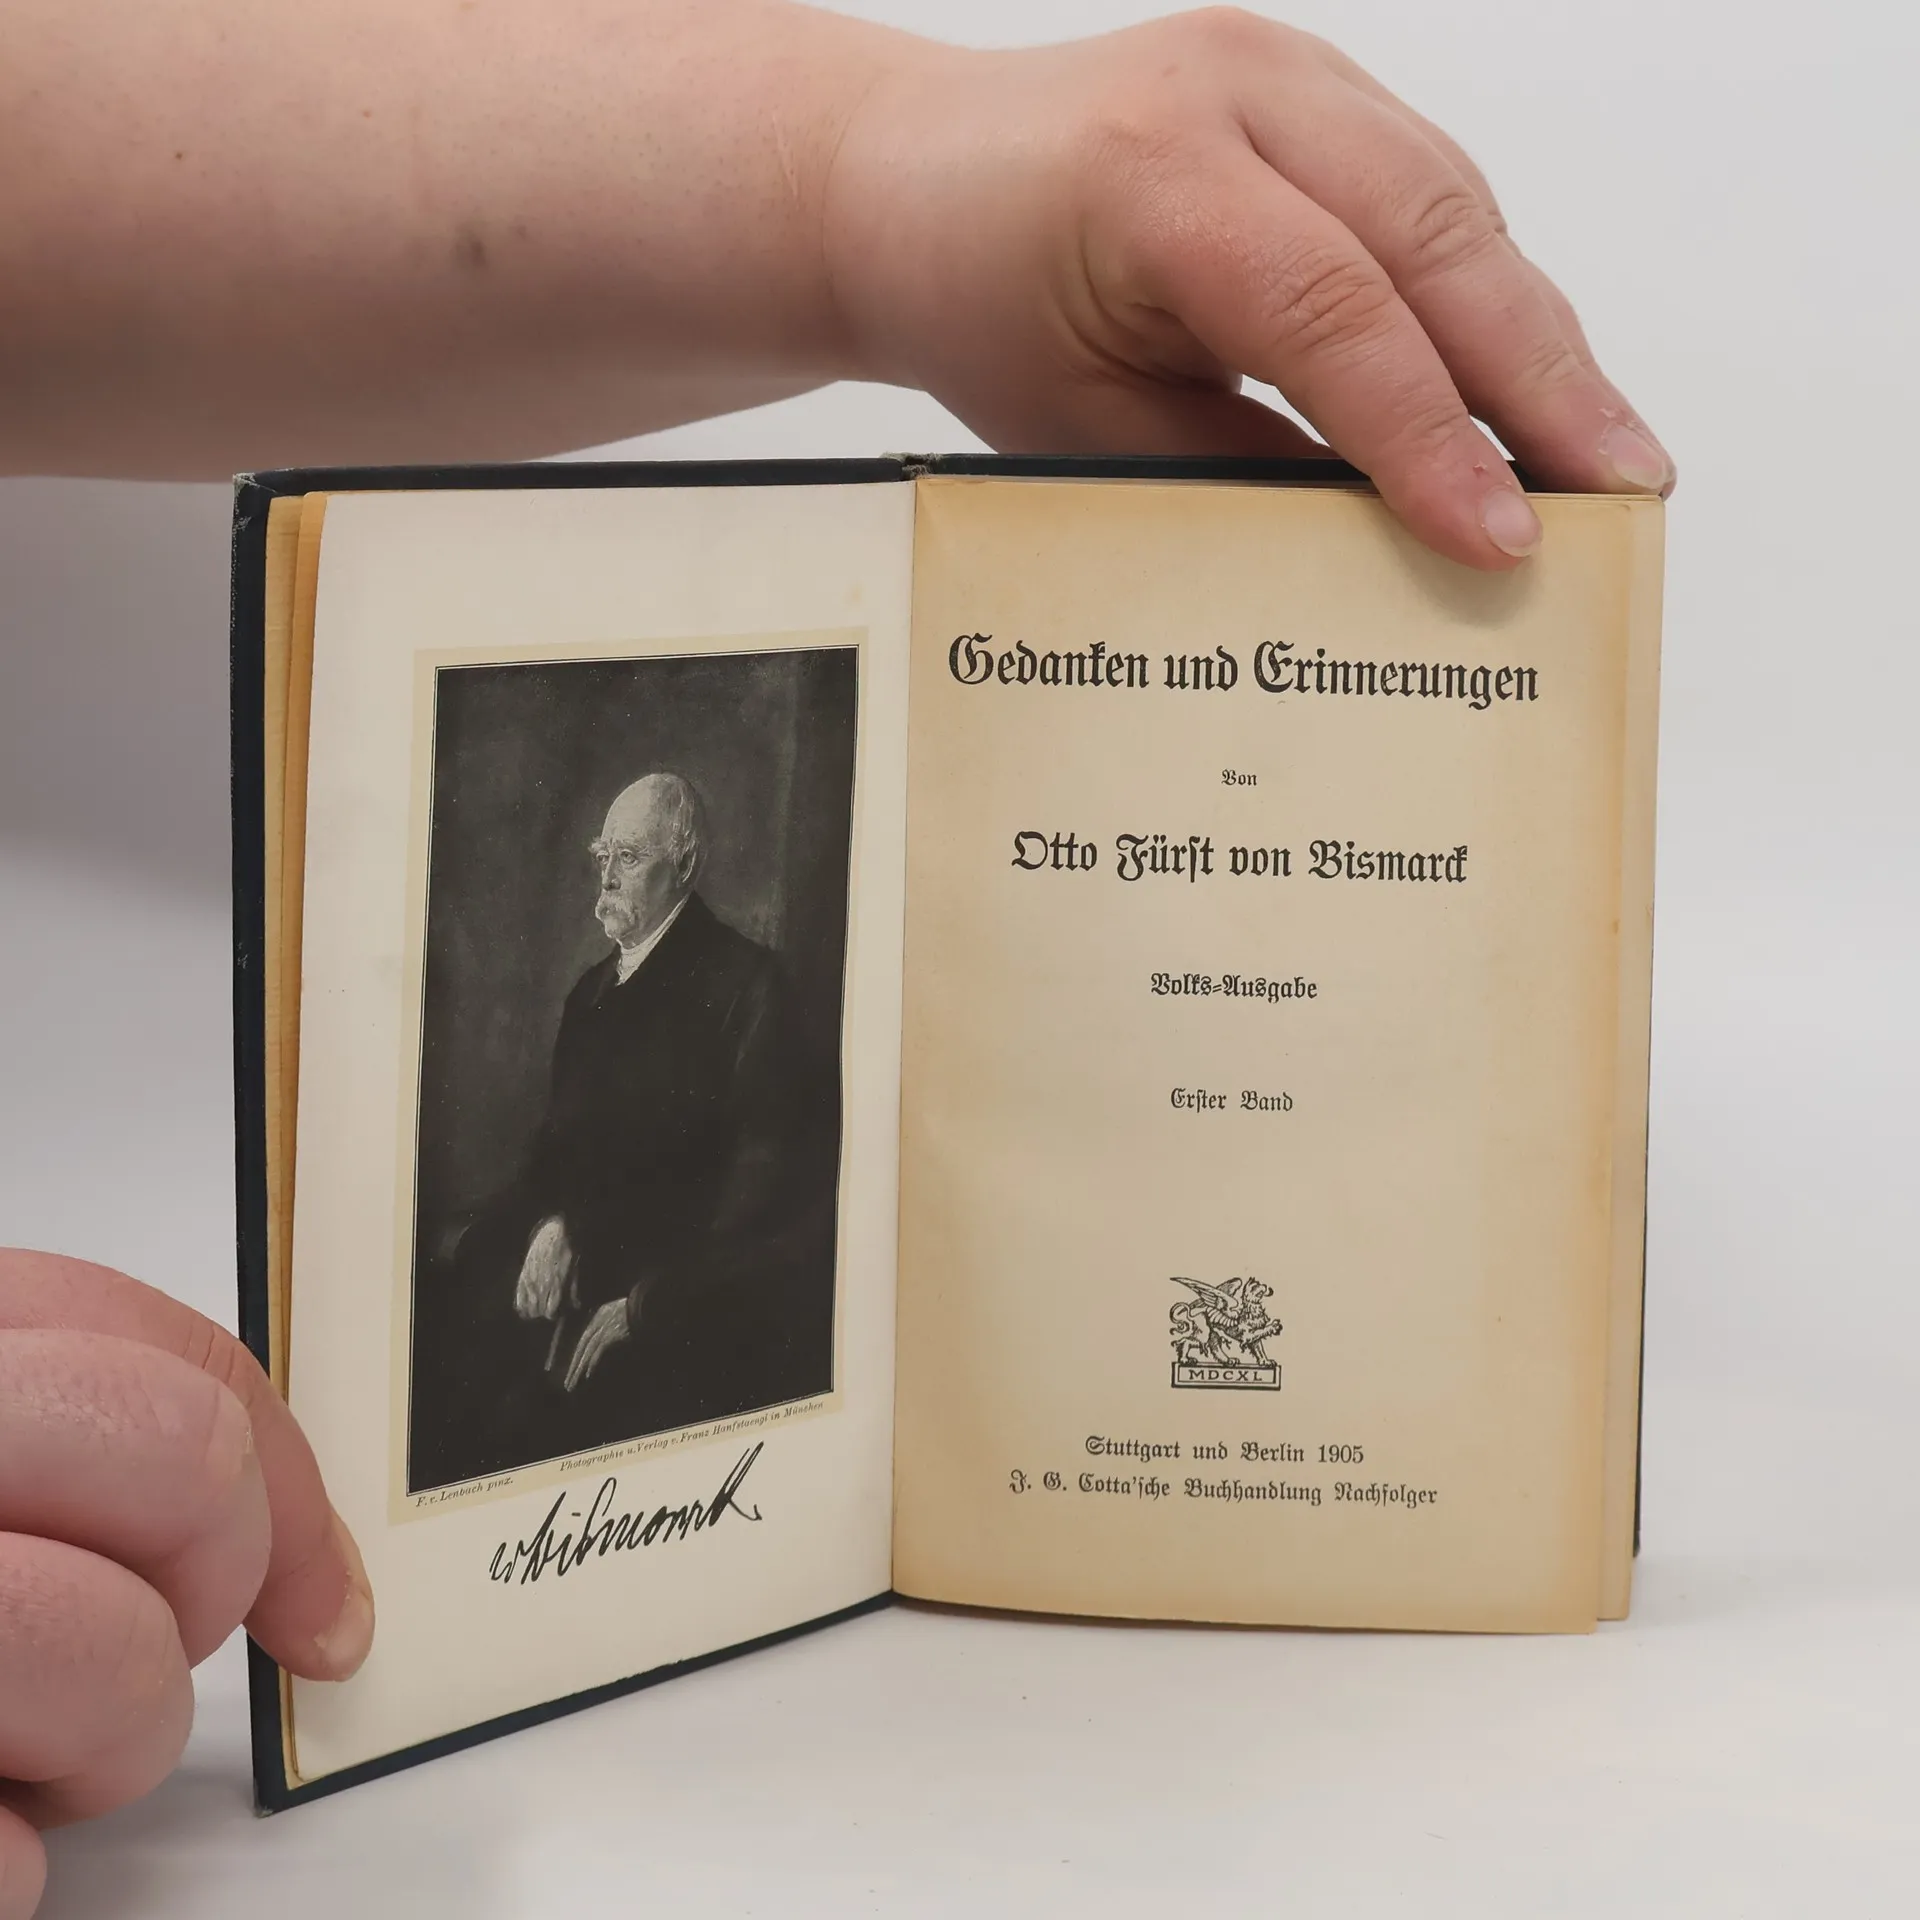 F. v. Lenbach pinx.
Photographie u. Verlag v. Franz Hanfstaengl in München
v Bismarck
Gedanken und Erinnerungen
Von
Otto Fürſt von Bismarck
Volks-Ausgabe
Erſter Band
MDCXL
Stuttgart und Berlin 1905
J. G. Cotta'ſche Buchhandlung Nachfolger